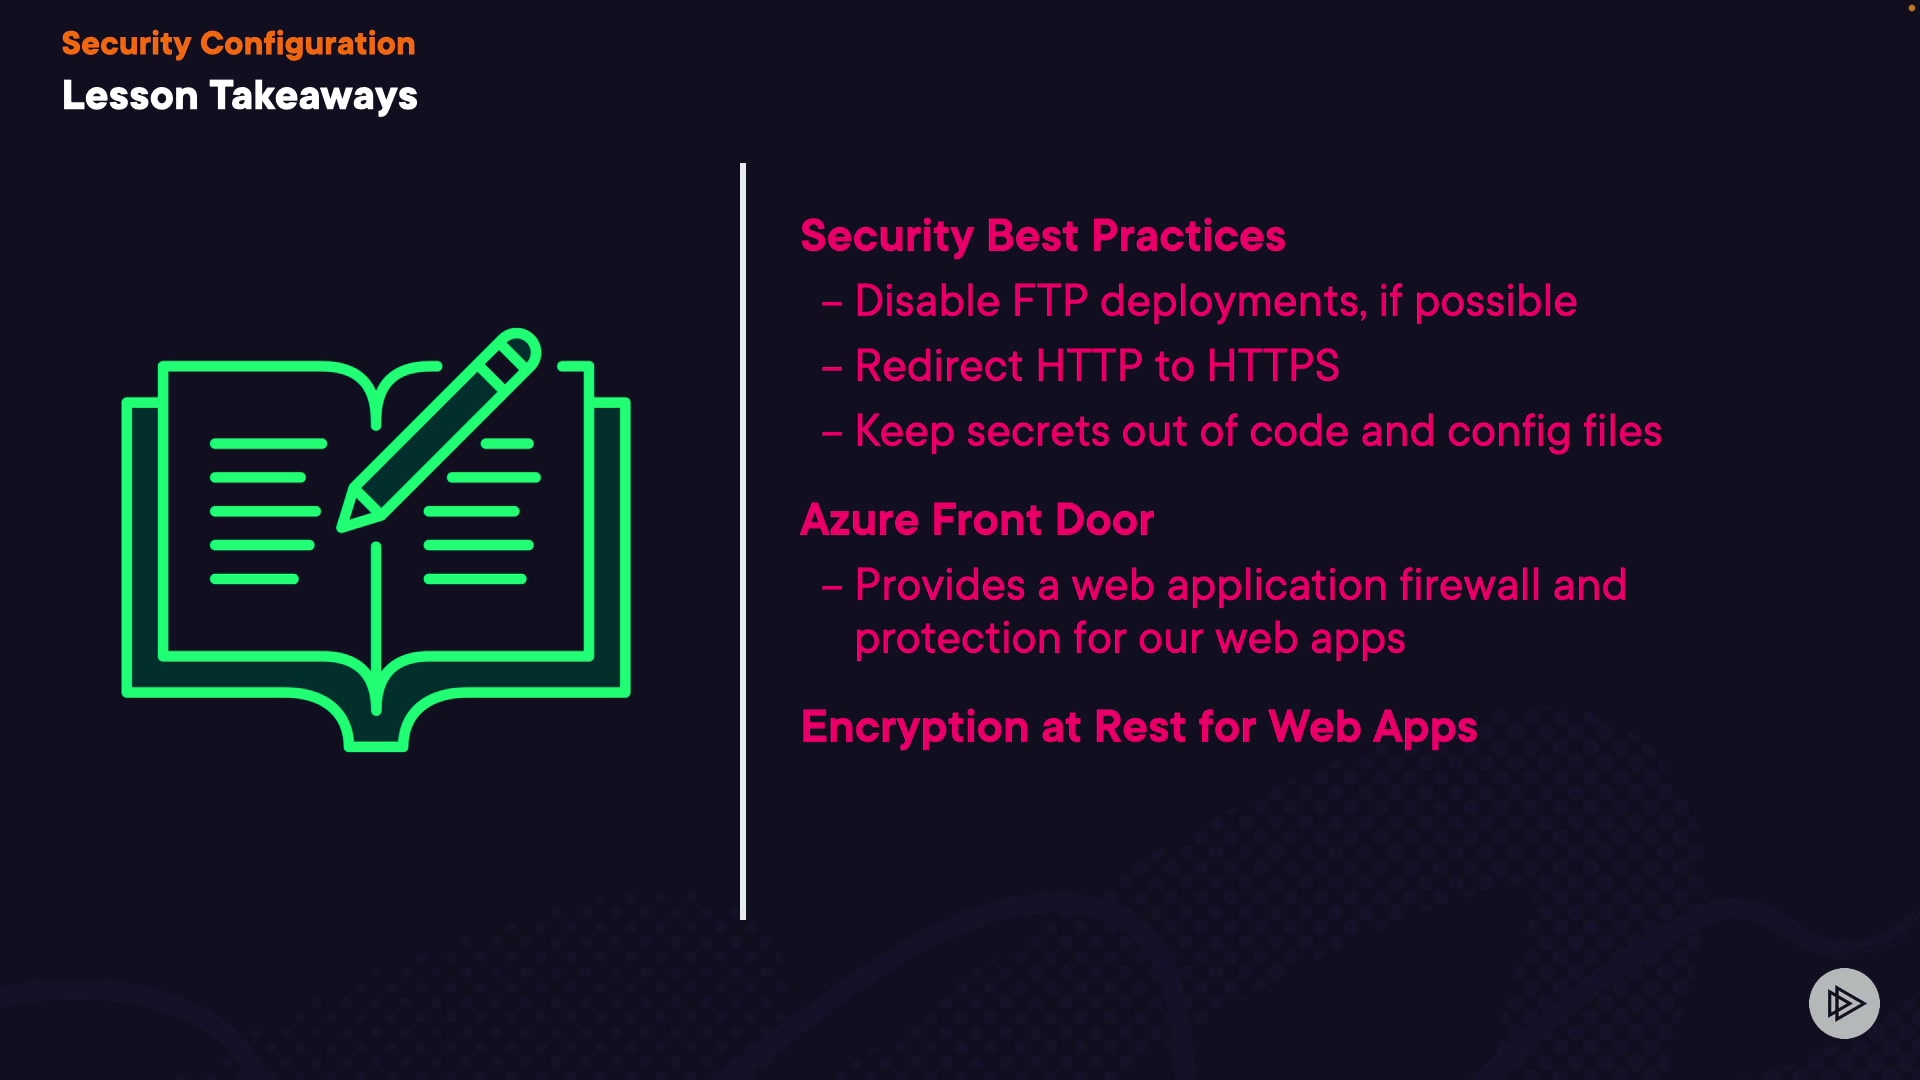 Security Configuration
Lesson Takeaways
Security Best Practices
– Disable FTP deployments, if possible
– Redirect HTTP to HTTPS
– Keep secrets out of code and config files
Azure Front Door
– Provides a web application firewall and
protection for our web apps
Encryption at Rest for Web Apps